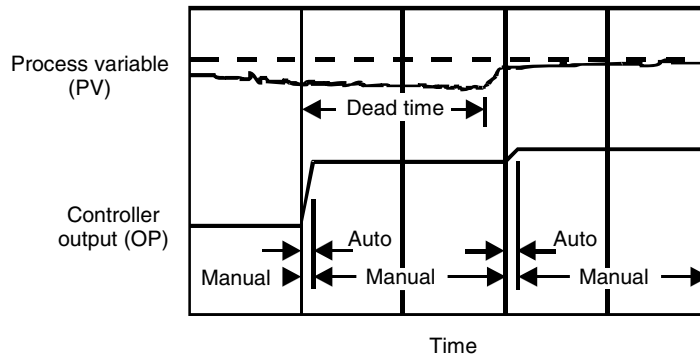 Process variable
(PV)
Dead time
Controller
output (OP)
Auto
Auto
Manual
Manual
Manual
Time